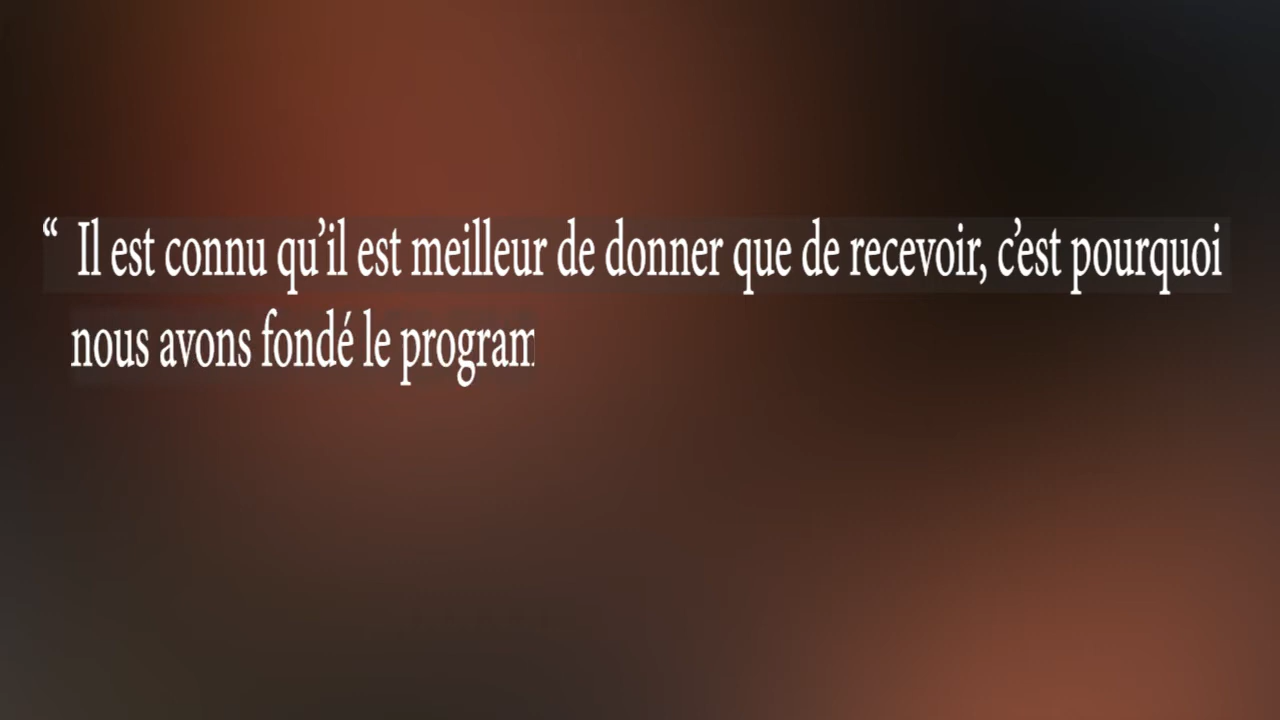 “ Il est connu qu’il est meilleur de donner que de recevoir, c’est pourquoi
nous avons fondé le program